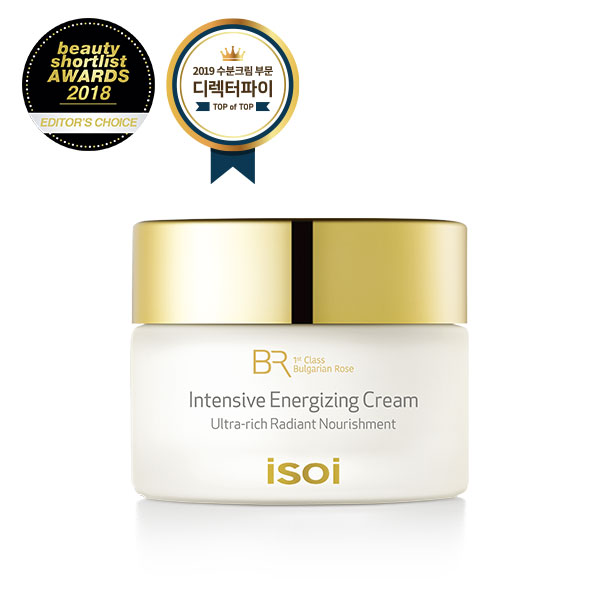 beauty
shortlist
AWARDS
2018
EDITOR'S CHOICE
2019 수분크림 부문
디렉터파이
TOP of TOP
BR 1st Class
Bulgarian Rose
Intensive Energizing Cream
Ultra-rich Radiant Nourishment
isoi